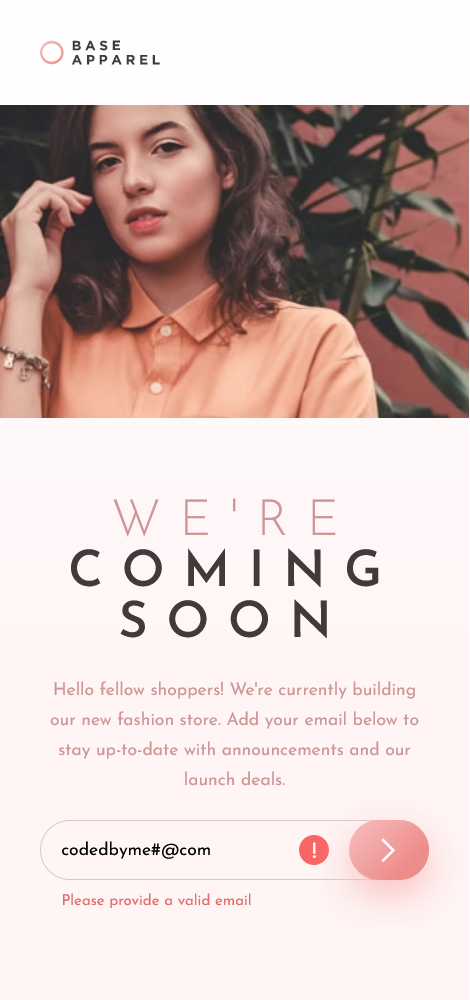 BASE
APPAREL
WE'RE
COMING
SOON
Hello fellow shoppers! We're currently building
our new fashion store. Add your email below to
stay up-to-date with announcements and our
launch deals.
codedbyme#@com
!
Please provide a valid email